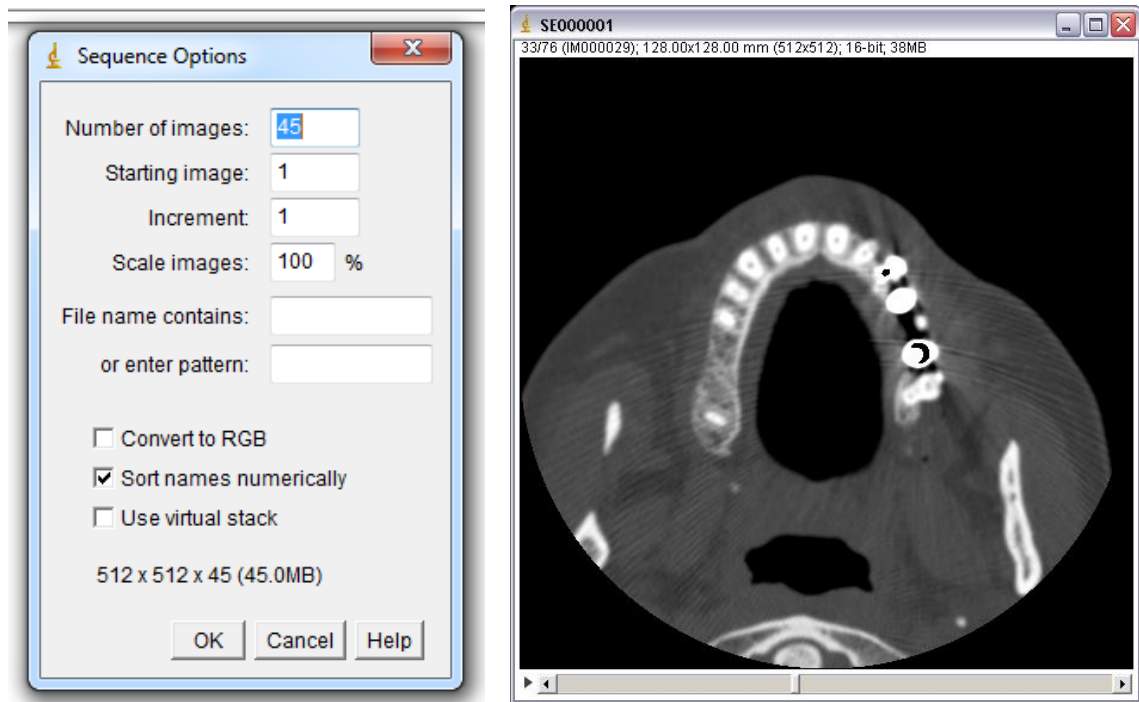 Sequence Options
Number of images: 45
Starting image: 1
Increment: 1
Scale images: 100 %
File name contains:
or enter pattern:
Convert to RGB
Sort names numerically
Use virtual stack
512 x 512 x 45 (45.0MB)
OK Cancel Help
SE000001
33/76 (IM000029); 128.00x128.00 mm (512x512); 16-bit; 38MB